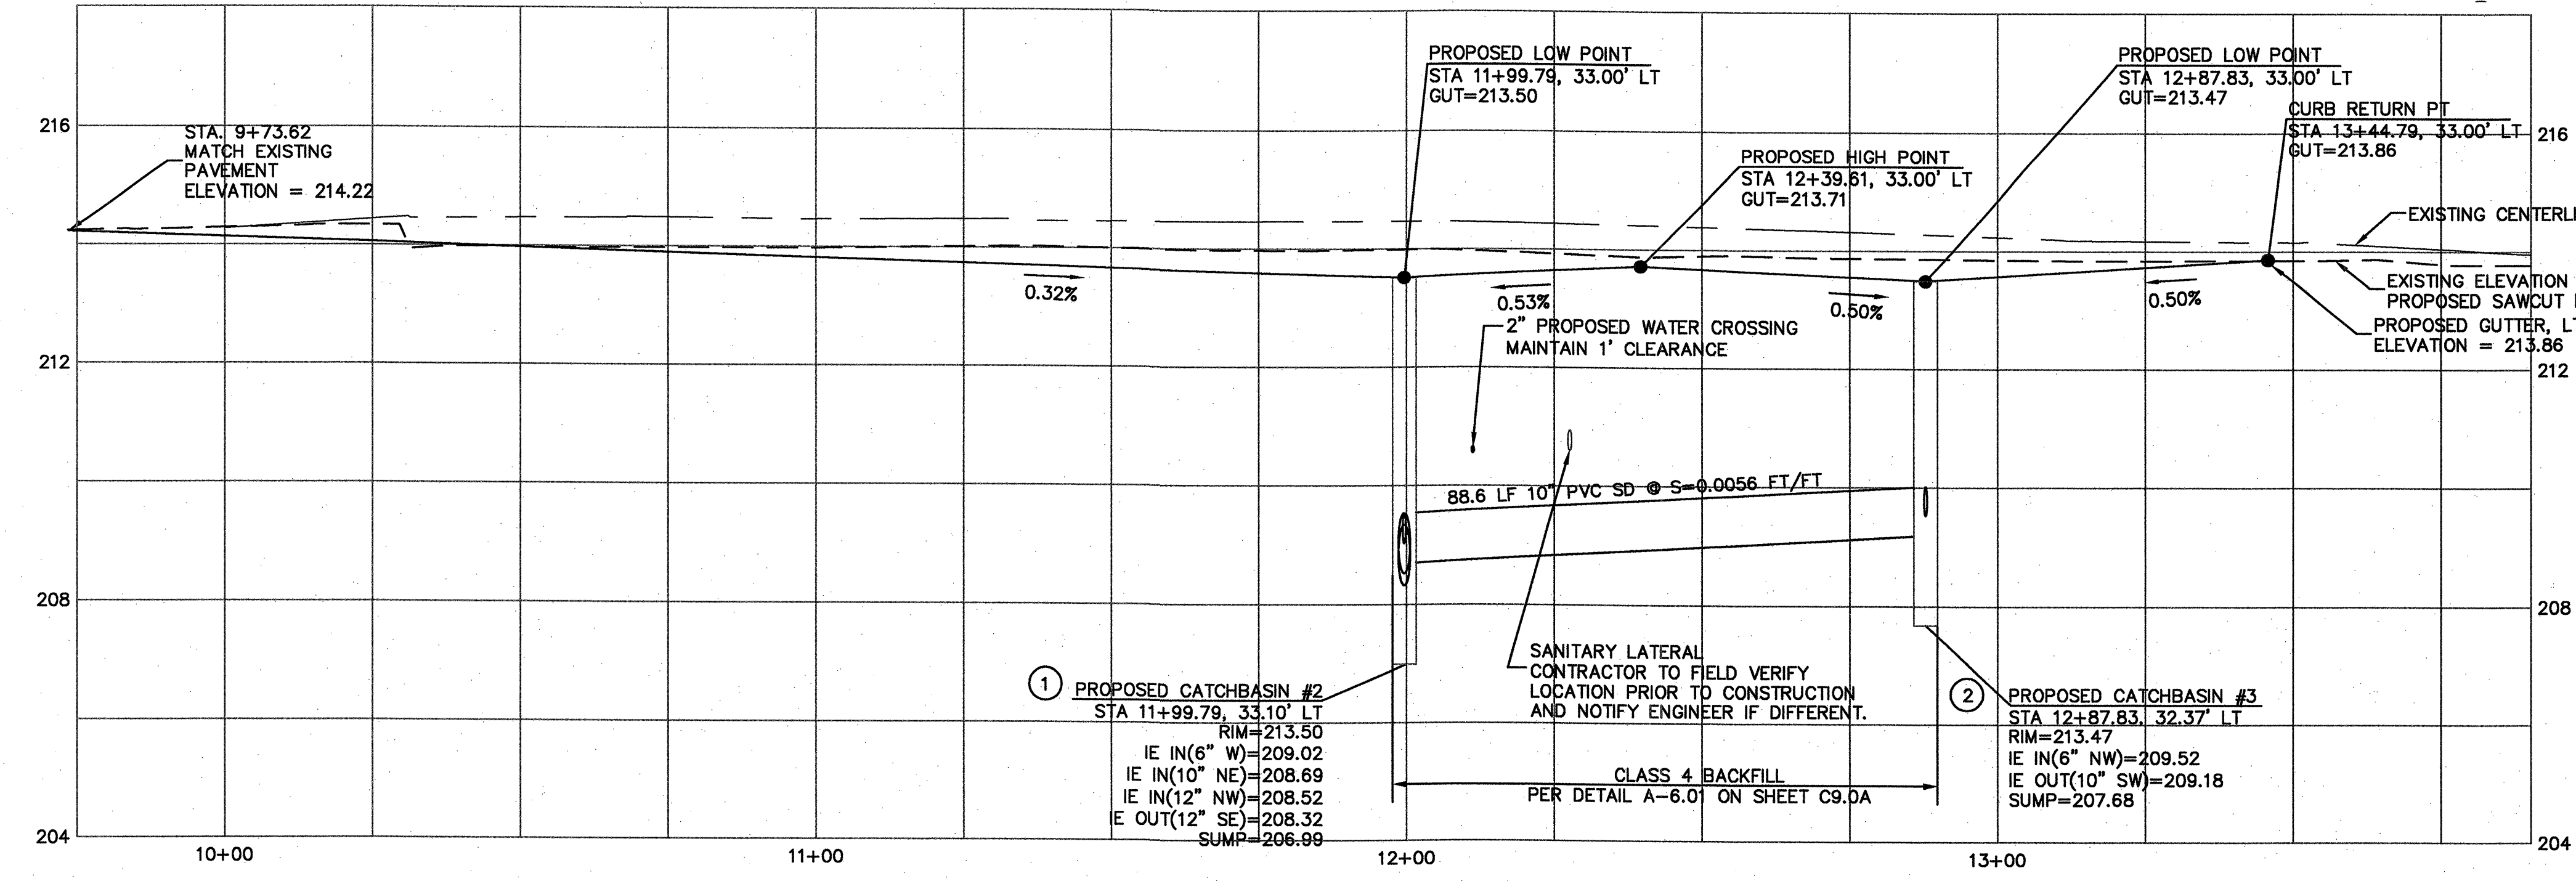 PROPOSED LOW POINT
STA 11+99.79, 33.00' LT
GUT=213.50
PROPOSED LOW POINT
STA 12+87.83, 33.00' LT
GUT=213.47
CURB RETURN PT
STA 13+44.79, 33.00' LT
GUT=213.86
216
216
STA. 9+73.62
MATCH EXISTING
PAVEMENT
ELEVATION = 214.22
PROPOSED HIGH POINT
STA 12+39.61, 33.00' LT
GUT=213.71
EXISTING
0.32%
0.53%
0.50%
0.50%
EXISTING ELEVATION
PROPOSED SAWCUT
PROPOSED GUTTER,
ELEVATION = 213.86
2" PROPOSED WATER CROSSING
MAINTAIN 1' CLEARANCE
212
212
88.6 LF 10" PVC SD @ S=0.0056 FT/FT
208
208
SANITARY LATERAL
CONTRACTOR TO FIELD VERIFY
LOCATION PRIOR TO CONSTRUCTION
AND NOTIFY ENGINEER IF DIFFERENT.
1
PROPOSED CATCHBASIN #2
STA 11+99.79, 33.10' LT
RIM=213.50
IE IN(6" W)=209.02
IE IN(10" NE)=208.69
IE IN(12" NW)=208.52
IE OUT(12" SE)=208.32
SUMP=206.99
2
PROPOSED CATCHBASIN #3
STA 12+87.83, 32.37' LT
RIM=213.47
IE IN(6" NW)=209.52
IE OUT(10" SW)=209.18
SUMP=207.68
CLASS 4 BACKFILL
PER DETAIL A-6.01 ON SHEET C9.0A
204
204
10+00
11+00
12+00
13+00